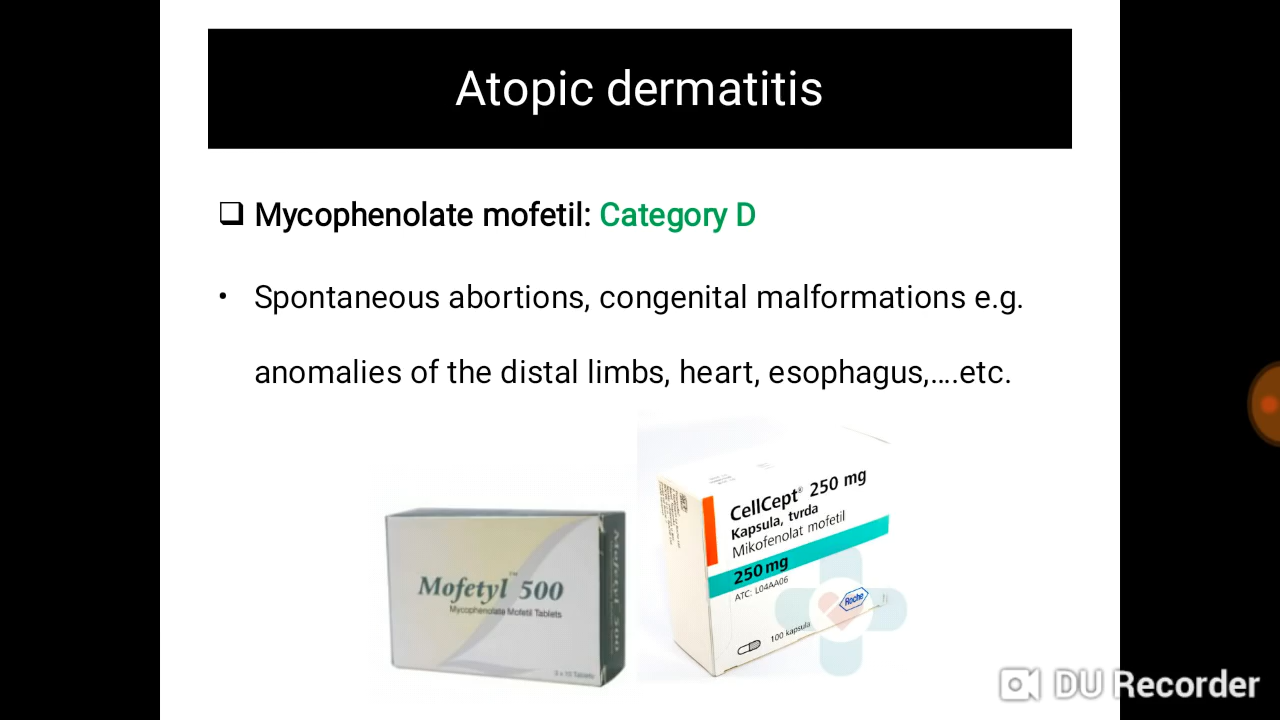 Atopic dermatitis
❑ Mycophenolate mofetil: Category D
• Spontaneous abortions, congenital malformations e.g.
anomalies of the distal limbs, heart, esophagus,....etc.
Mofetyl™ 500
Mycophenolate Mofetil Tablets
Mofetyl 500
CellCept® 250 mg
Kapsula, tvrda
Mikofenolat mofetil
250 mg
ATC: L04AA06
Roche
100 kapsula
DU Recorder